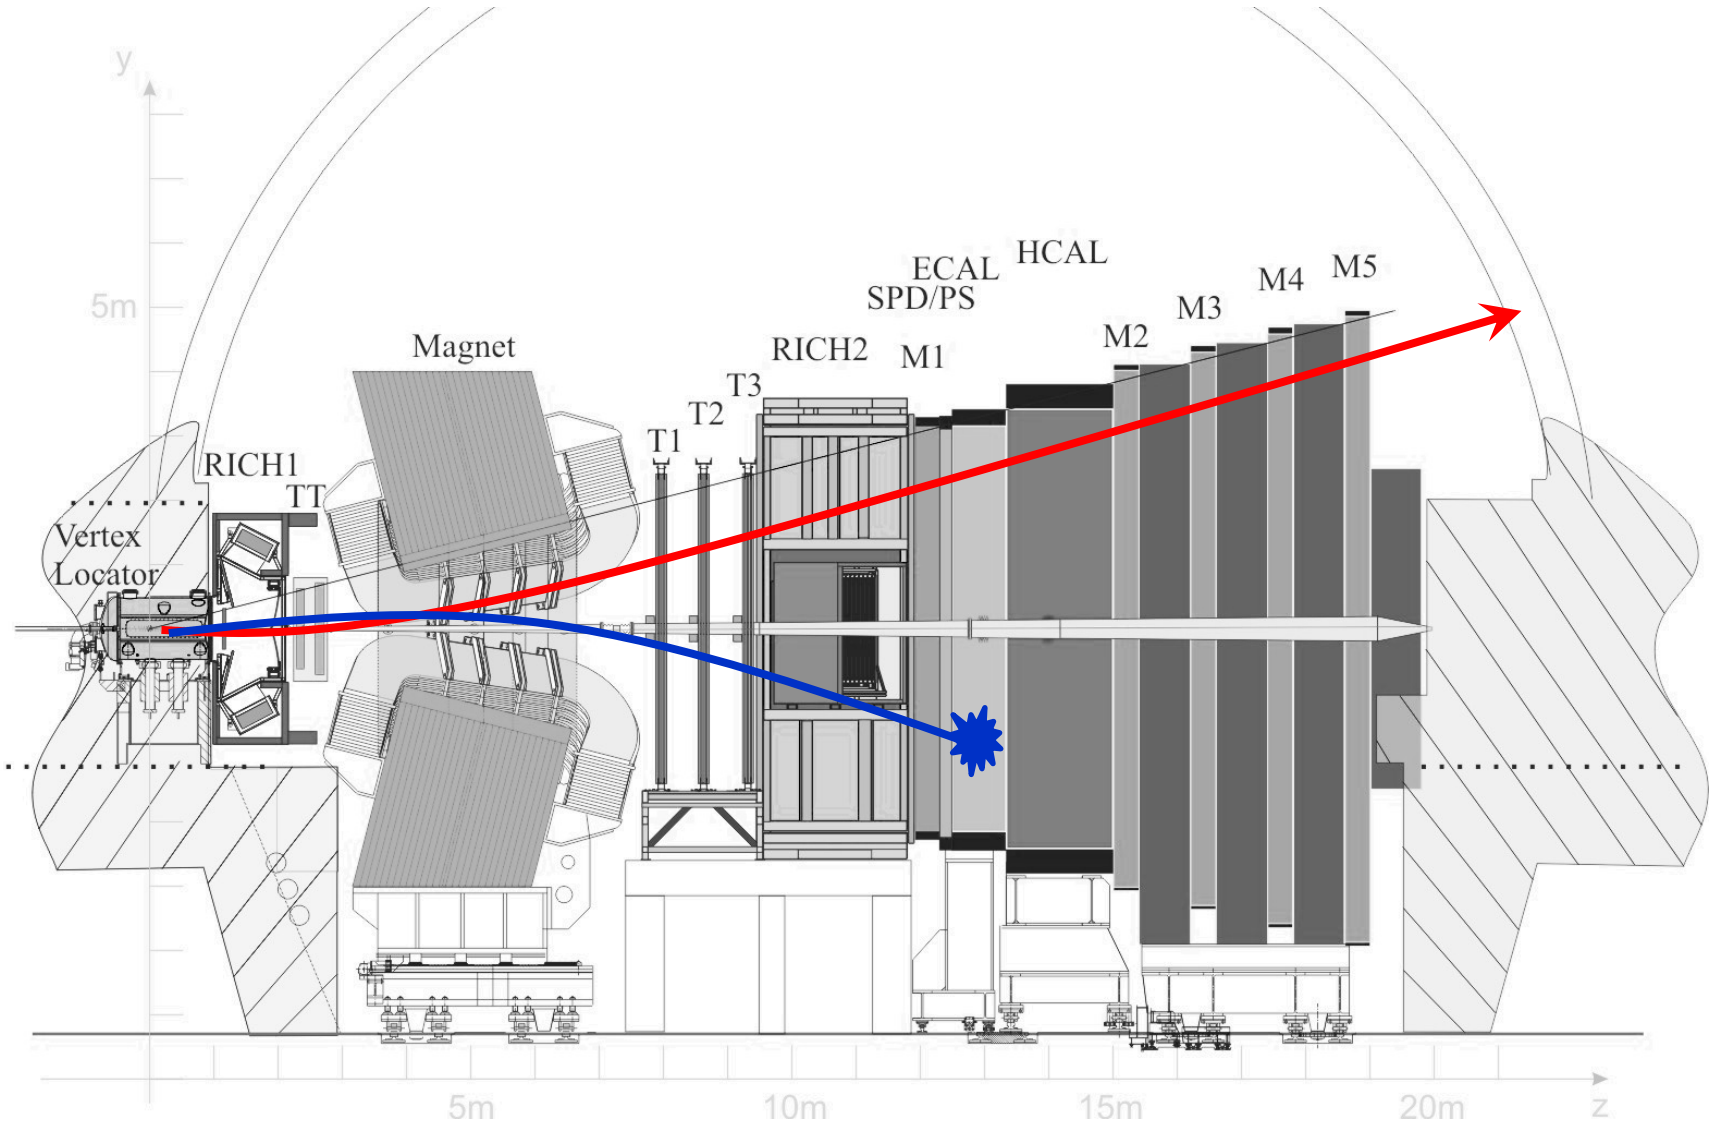 y
5m
Magnet
RICH1
TT
Vertex
Locator
T1
T2
T3
RICH2
M1
SPD/PS
ECAL
HCAL
M2
M3
M4
M5
5m
10m
15m
20m
z